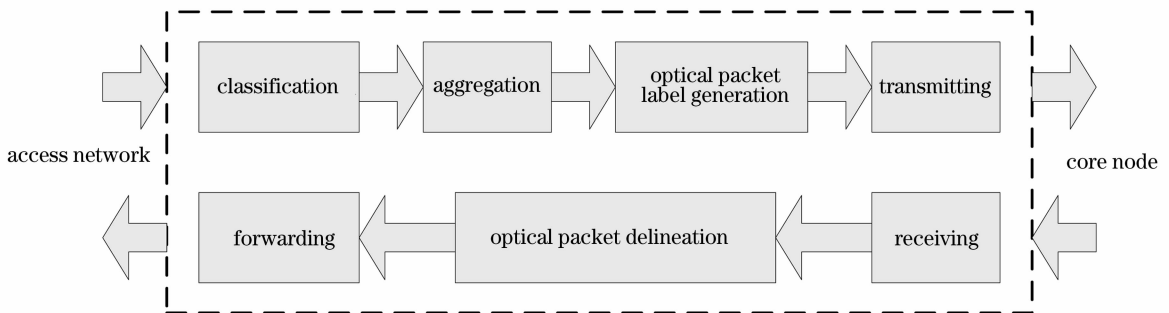 classification
aggregation
optical packet
label generation
transmitting
access network
core node
forwarding
optical packet delineation
receiving